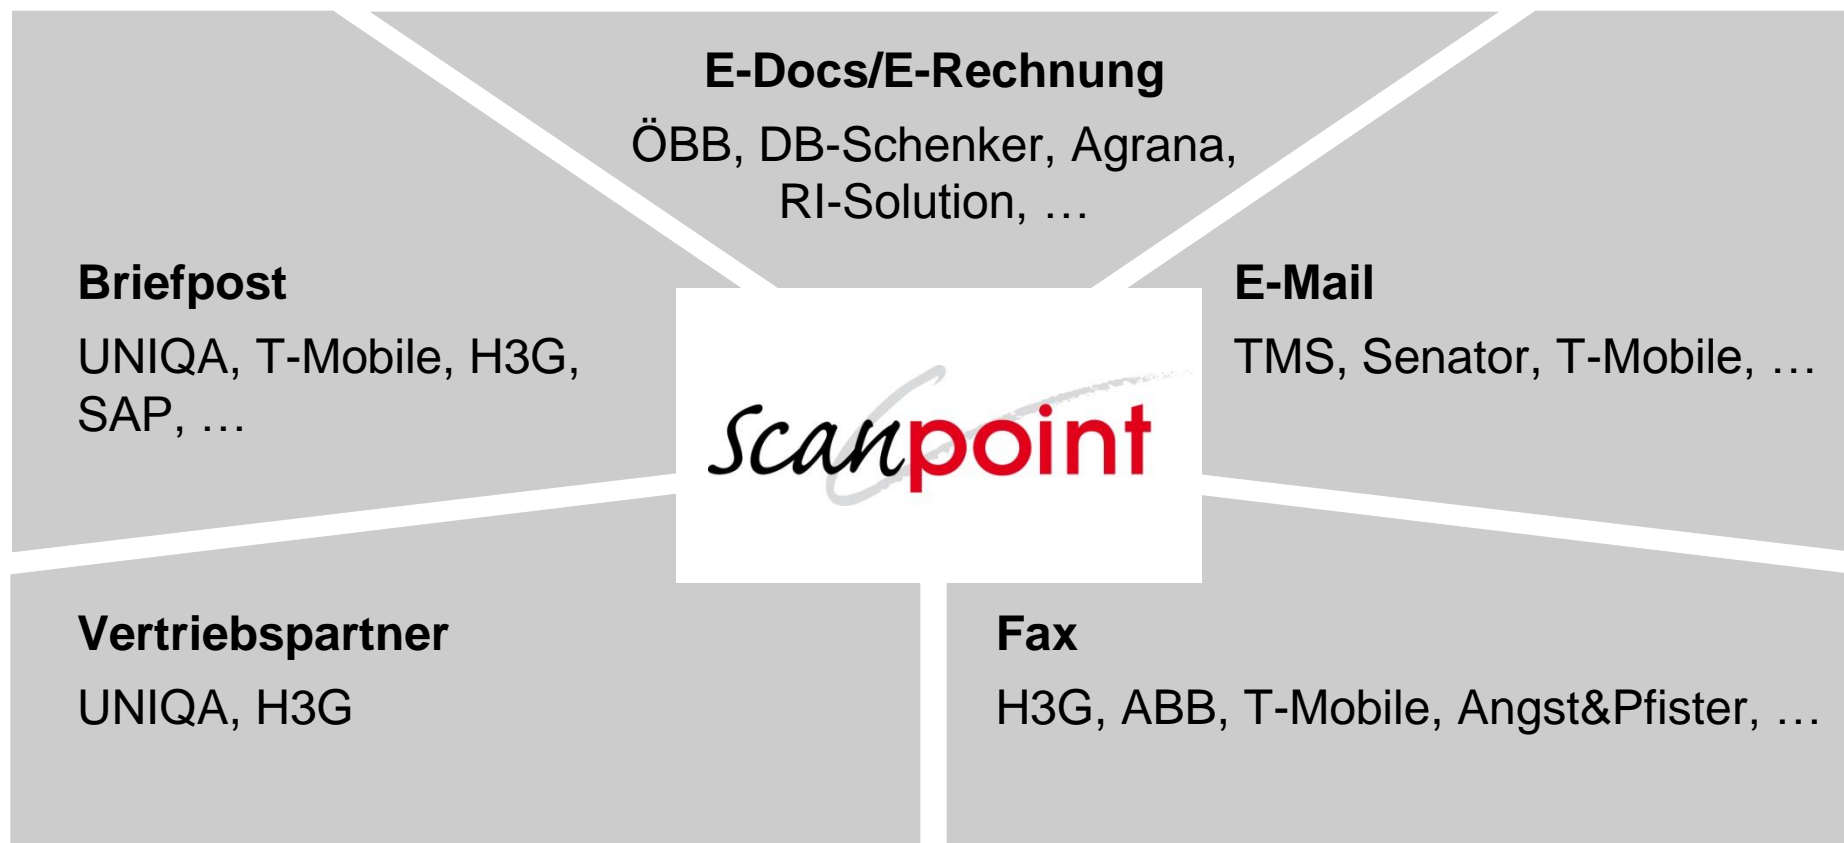 E-Docs/E-Rechnung
ÖBB, DB-Schenker, Agrana,
RI-Solution, …
Briefpost
UNIQA, T-Mobile, H3G,
SAP, …
E-Mail
TMS, Senator, T-Mobile, …
Scanpoint
Vertriebspartner
UNIQA, H3G
Fax
H3G, ABB, T-Mobile, Angst&Pfister, …